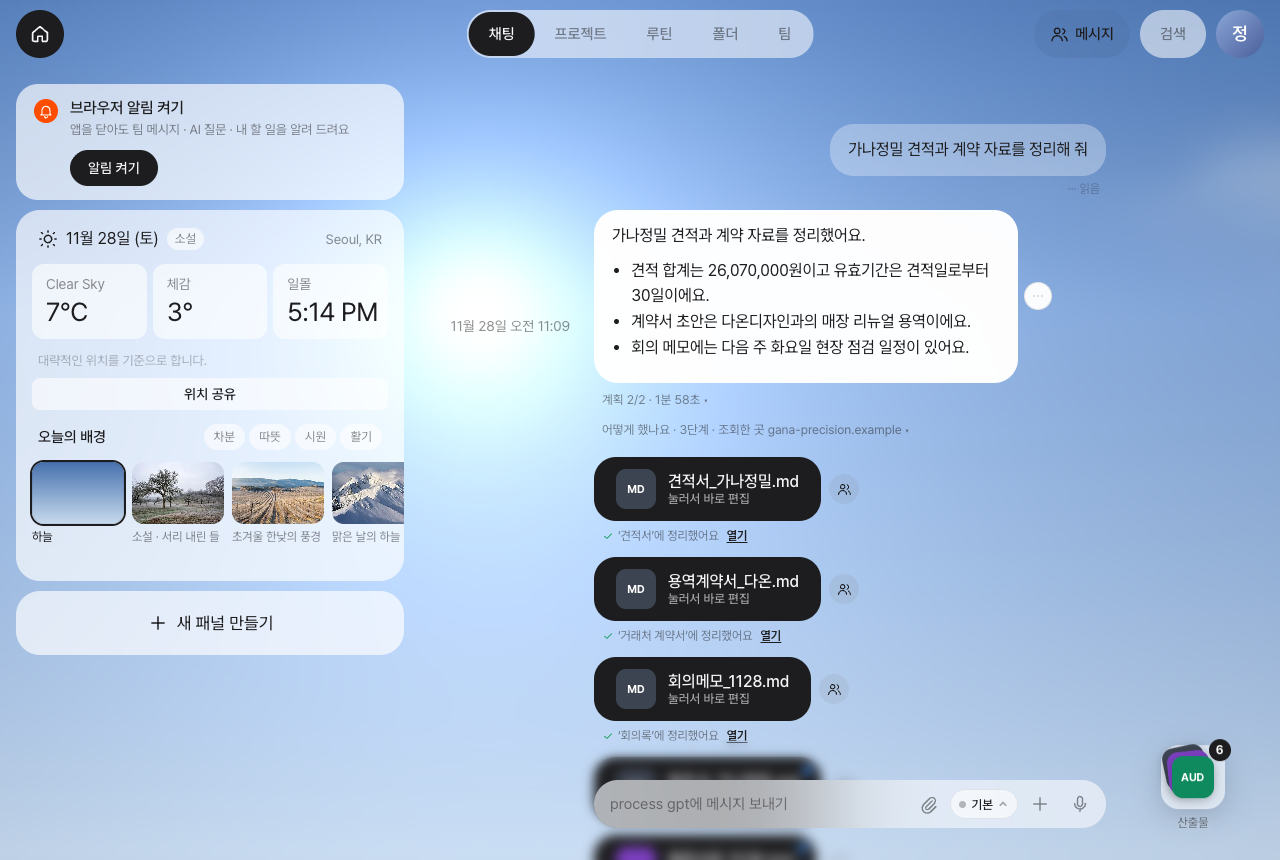 채팅
프로젝트
루틴
폴더
팀
메시지
검색
정
브라우저 알림 켜기
앱을 닫아도 팀 메시지 · AI 질문 · 내 할 일을 알려 드려요
알림 켜기
11월 28일 (토)
소설
Seoul, KR
Clear Sky
7°C
체감
3°
일몰
5:14 PM
대략적인 위치를 기준으로 합니다.
위치 공유
오늘의 배경
차분
따뜻
시원
활기
하늘
소설 · 서리 내린 들
초겨울 한낮의 풍경
맑은 날의 하늘
새 패널 만들기
가나정밀 견적과 계약 자료를 정리해 줘
읽음
11월 28일 오전 11:09
가나정밀 견적과 계약 자료를 정리했어요.
• 견적 합계는 26,070,000원이고 유효기간은 견적일로부터
30일이에요.
• 계약서 초안은 다온디자인과의 매장 리뉴얼 용역이에요.
• 회의 메모에는 다음 주 화요일 현장 점검 일정이 있어요.
계획 2/2 · 1분 58초
어떻게 했나요 · 3단계 · 조회한 곳 gana-precision.example
MD
견적서_가나정밀.md
눌러서 바로 편집
'견적서'에 정리했어요 열기
MD
용역계약서_다온.md
눌러서 바로 편집
'거래처 계약서'에 정리했어요 열기
MD
회의메모_1128.md
눌러서 바로 편집
'회의록'에 정리했어요 열기
process gpt에 메시지 보내기
기본
6
AUD
산출물